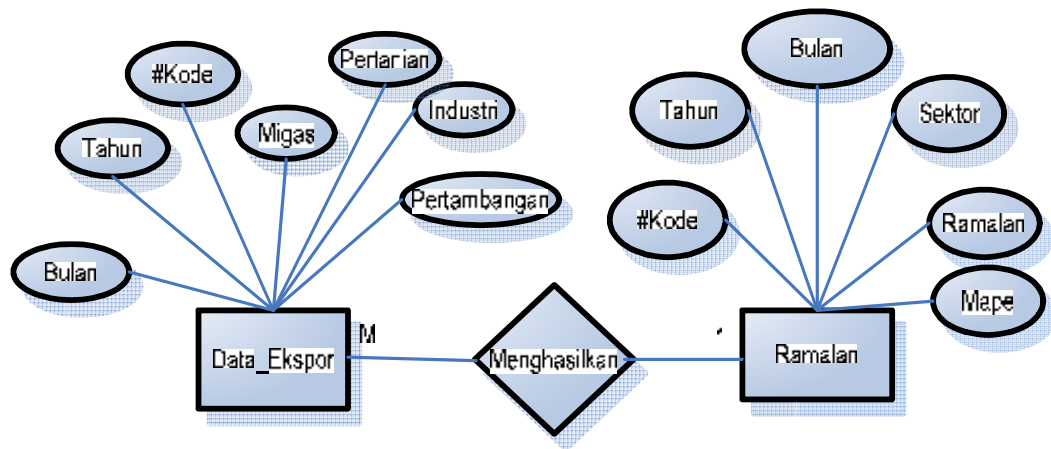 #Kode
Pertanian
Industri
Migas
Tahun
Pertambangan
Bulan
Data_Ekspor
M
Menghasilkan
Bulan
Tahun
Sektor
#Kode
Ramalan
Mape
Ramalan